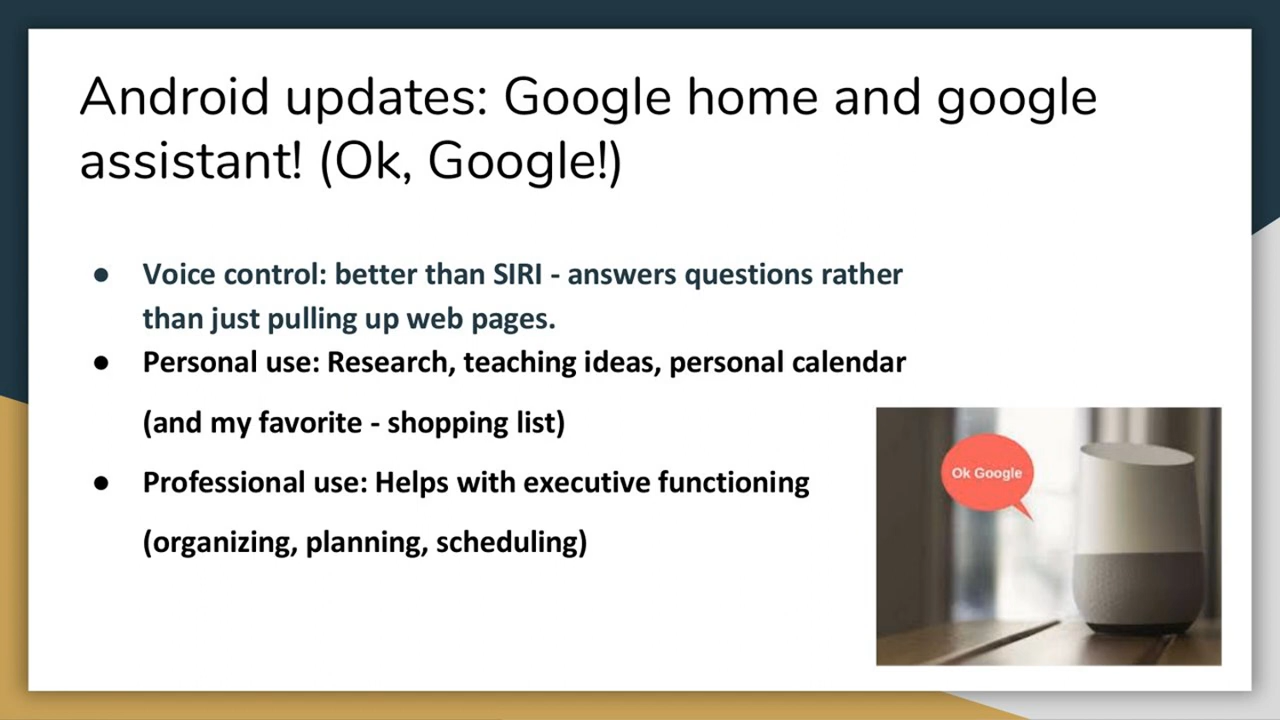 Android updates: Google home and google
assistant! (Ok, Google!)
● Voice control: better than SIRI - answers questions rather
than just pulling up web pages.
● Personal use: Research, teaching ideas, personal calendar
(and my favorite - shopping list)
● Professional use: Helps with executive functioning
(organizing, planning, scheduling)
Ok Google